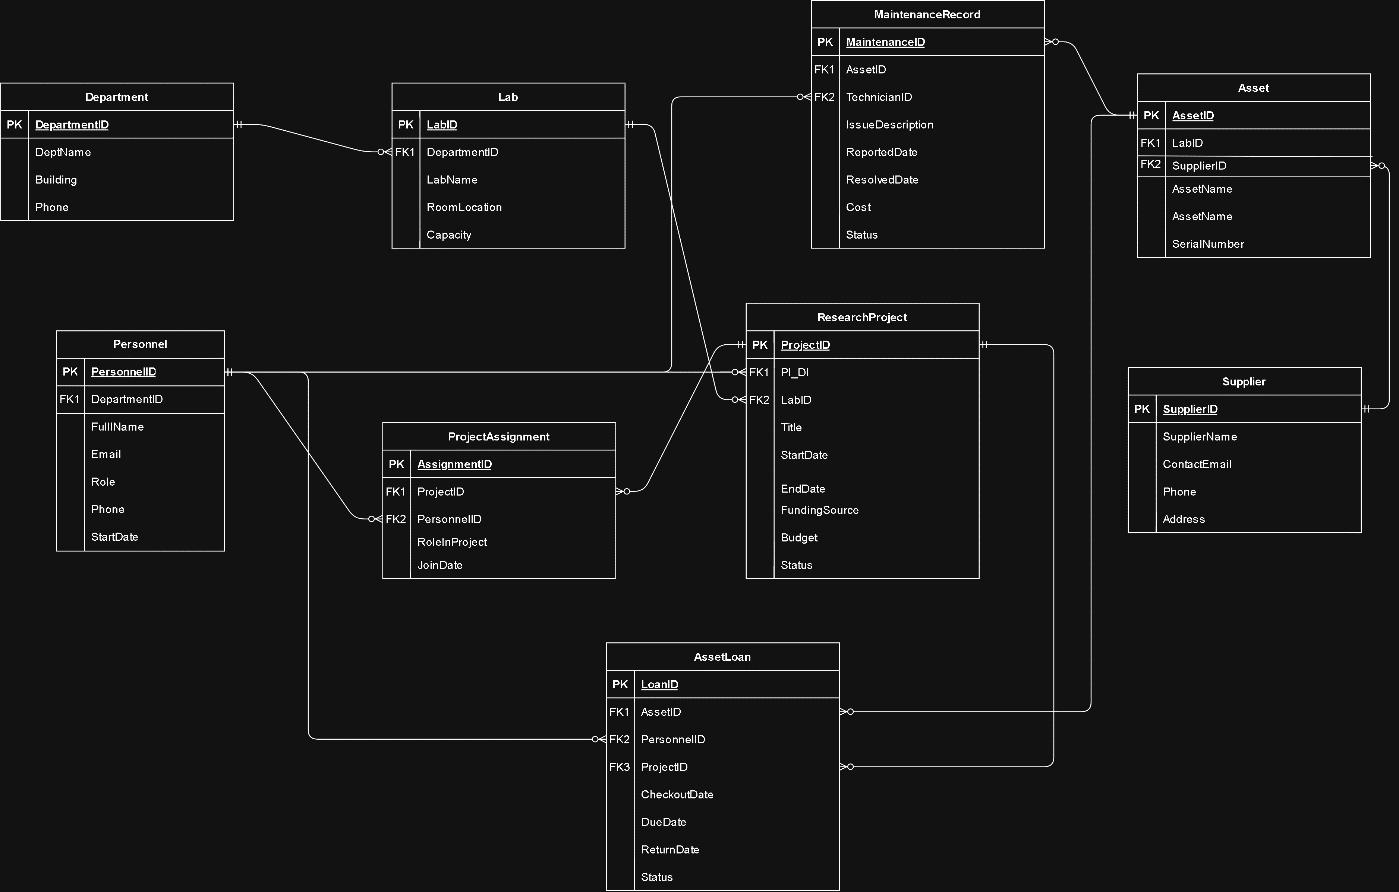 MaintenanceRecord
PK MaintenanceID
FK1 AssetID
FK2 TechnicianID
IssueDescription
ReportedDate
ResolvedDate
Cost
Status
Asset
PK AssetID
FK1 LabID
FK2 SupplierID
AssetName
AssetName
SerialNumber
Department
PK DepartmentID
DeptName
Building
Phone
Lab
PK LabID
FK1 DepartmentID
LabName
RoomLocation
Capacity
ResearchProject
PK ProjectID
FK1 PI_DI
FK2 LabID
Title
StartDate
EndDate
FundingSource
Budget
Status
Personnel
PK PersonnelID
FK1 DepartmentID
FulllName
Email
Role
Phone
StartDate
Supplier
PK SupplierID
SupplierName
ContactEmail
Phone
Address
ProjectAssignment
PK AssignmentID
FK1 ProjectID
FK2 PersonnelID
RoleInProject
JoinDate
AssetLoan
PK LoanID
FK1 AssetID
FK2 PersonnelID
FK3 ProjectID
CheckoutDate
DueDate
ReturnDate
Status